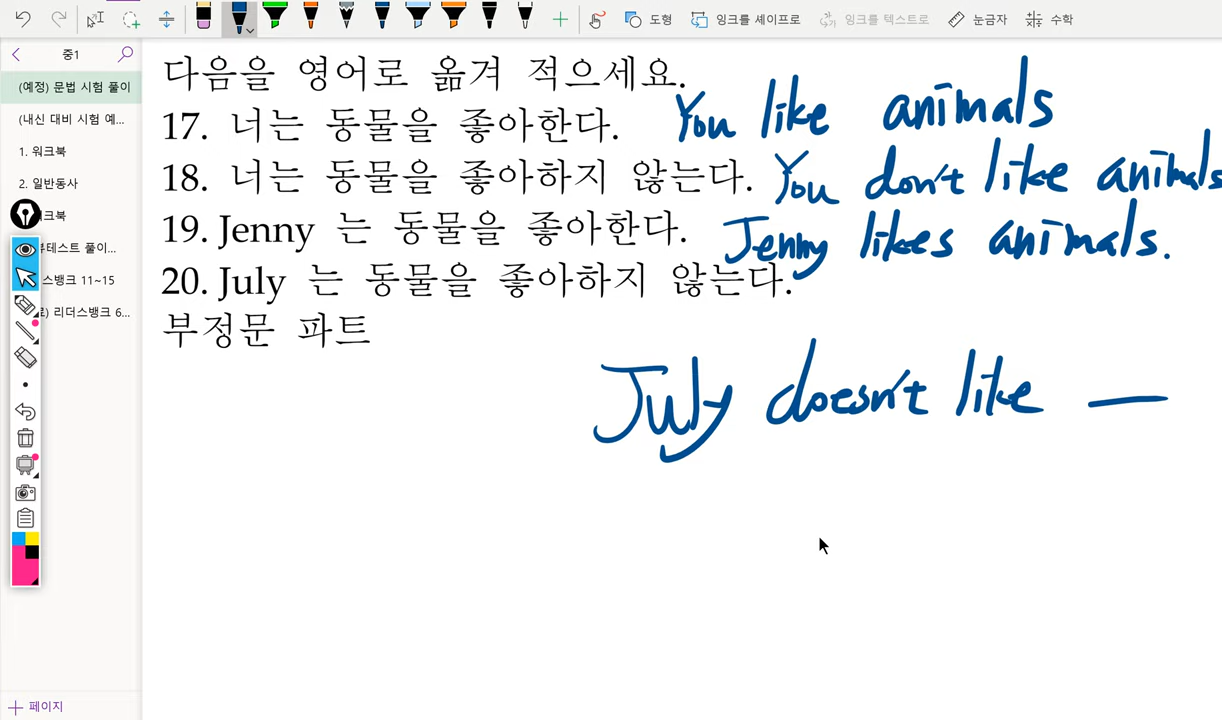 도형
잉크를 셰이프로
잉크를 텍스트로
눈금자
수학
중1
(예정) 문법 시험 풀이
(내신 대비 시험 예...
1. 워크북
2. 일반동사
크북
테스트 풀이...
스뱅크 11~15
) 리더스뱅크 6...
페이지
다음을 영어로 옮겨 적으세요.
17. 너는 동물을 좋아한다. You like animals
18. 너는 동물을 좋아하지 않는다. You don't like animals
19. Jenny 는 동물을 좋아한다. Jenny likes animals.
20. July 는 동물을 좋아하지 않는다.
부정문 파트
July doesn't like —